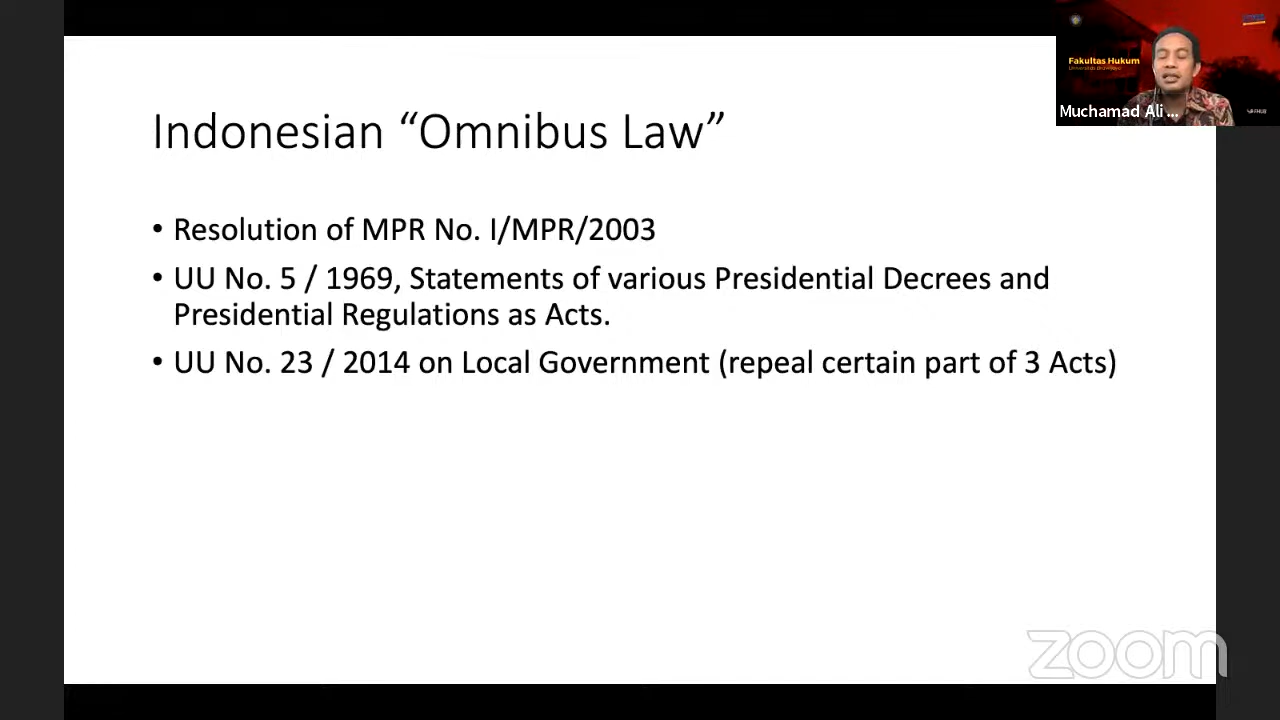 Indonesian “Omnibus Law”
• Resolution of MPR No. I/MPR/2003
• UU No. 5 / 1969, Statements of various Presidential Decrees and
Presidential Regulations as Acts.
• UU No. 23 / 2014 on Local Government (repeal certain part of 3 Acts)
Fakultas Hukum
Universitas Brawijaya
Muchamad Ali ...
zoom